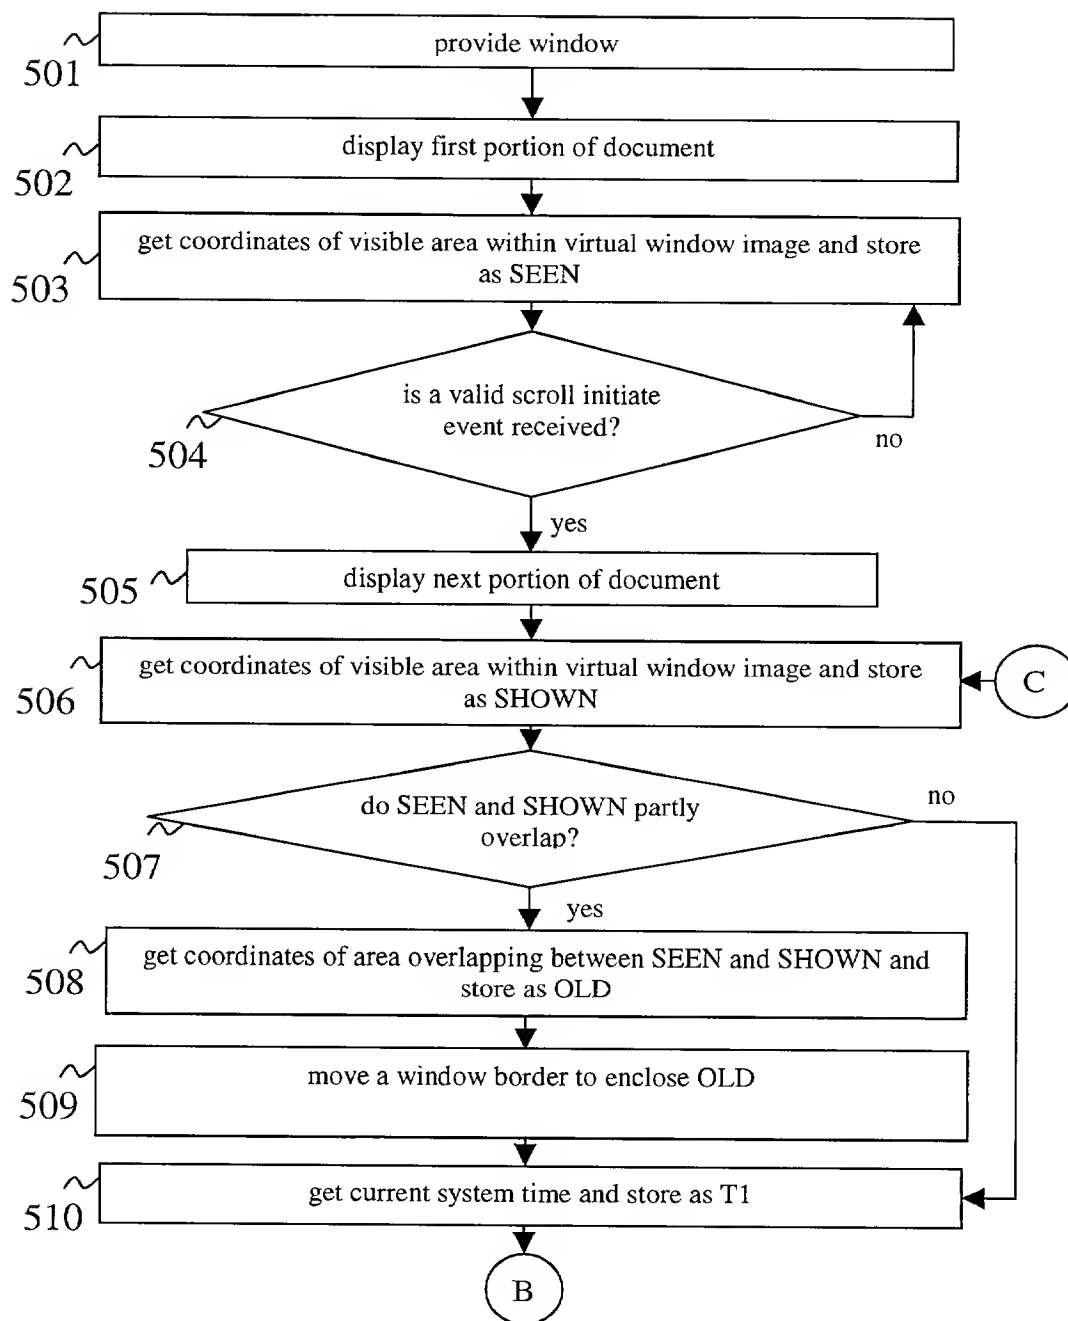 provide window
501
display first portion of document
502
get coordinates of visible area within virtual window image and store
as SEEN
503
is a valid scroll initiate
event received?
504
no
yes
display next portion of document
505
get coordinates of visible area within virtual window image and store
as SHOWN
506
C
do SEEN and SHOWN partly
overlap?
507
no
yes
get coordinates of area overlapping between SEEN and SHOWN and
store as OLD
508
move a window border to enclose OLD
509
get current system time and store as T1
510
B